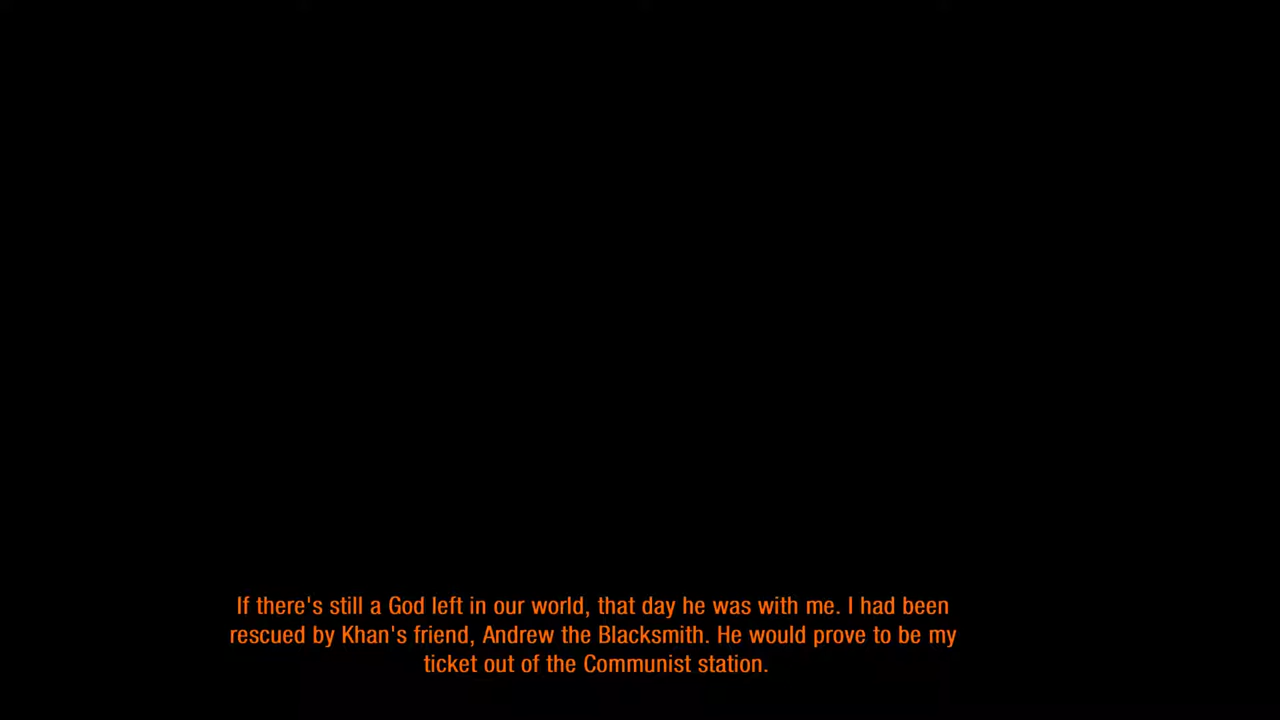 If there's still a God left in our world, that day he was with me. I had been
rescued by Khan's friend, Andrew the Blacksmith. He would prove to be my
ticket out of the Communist station.